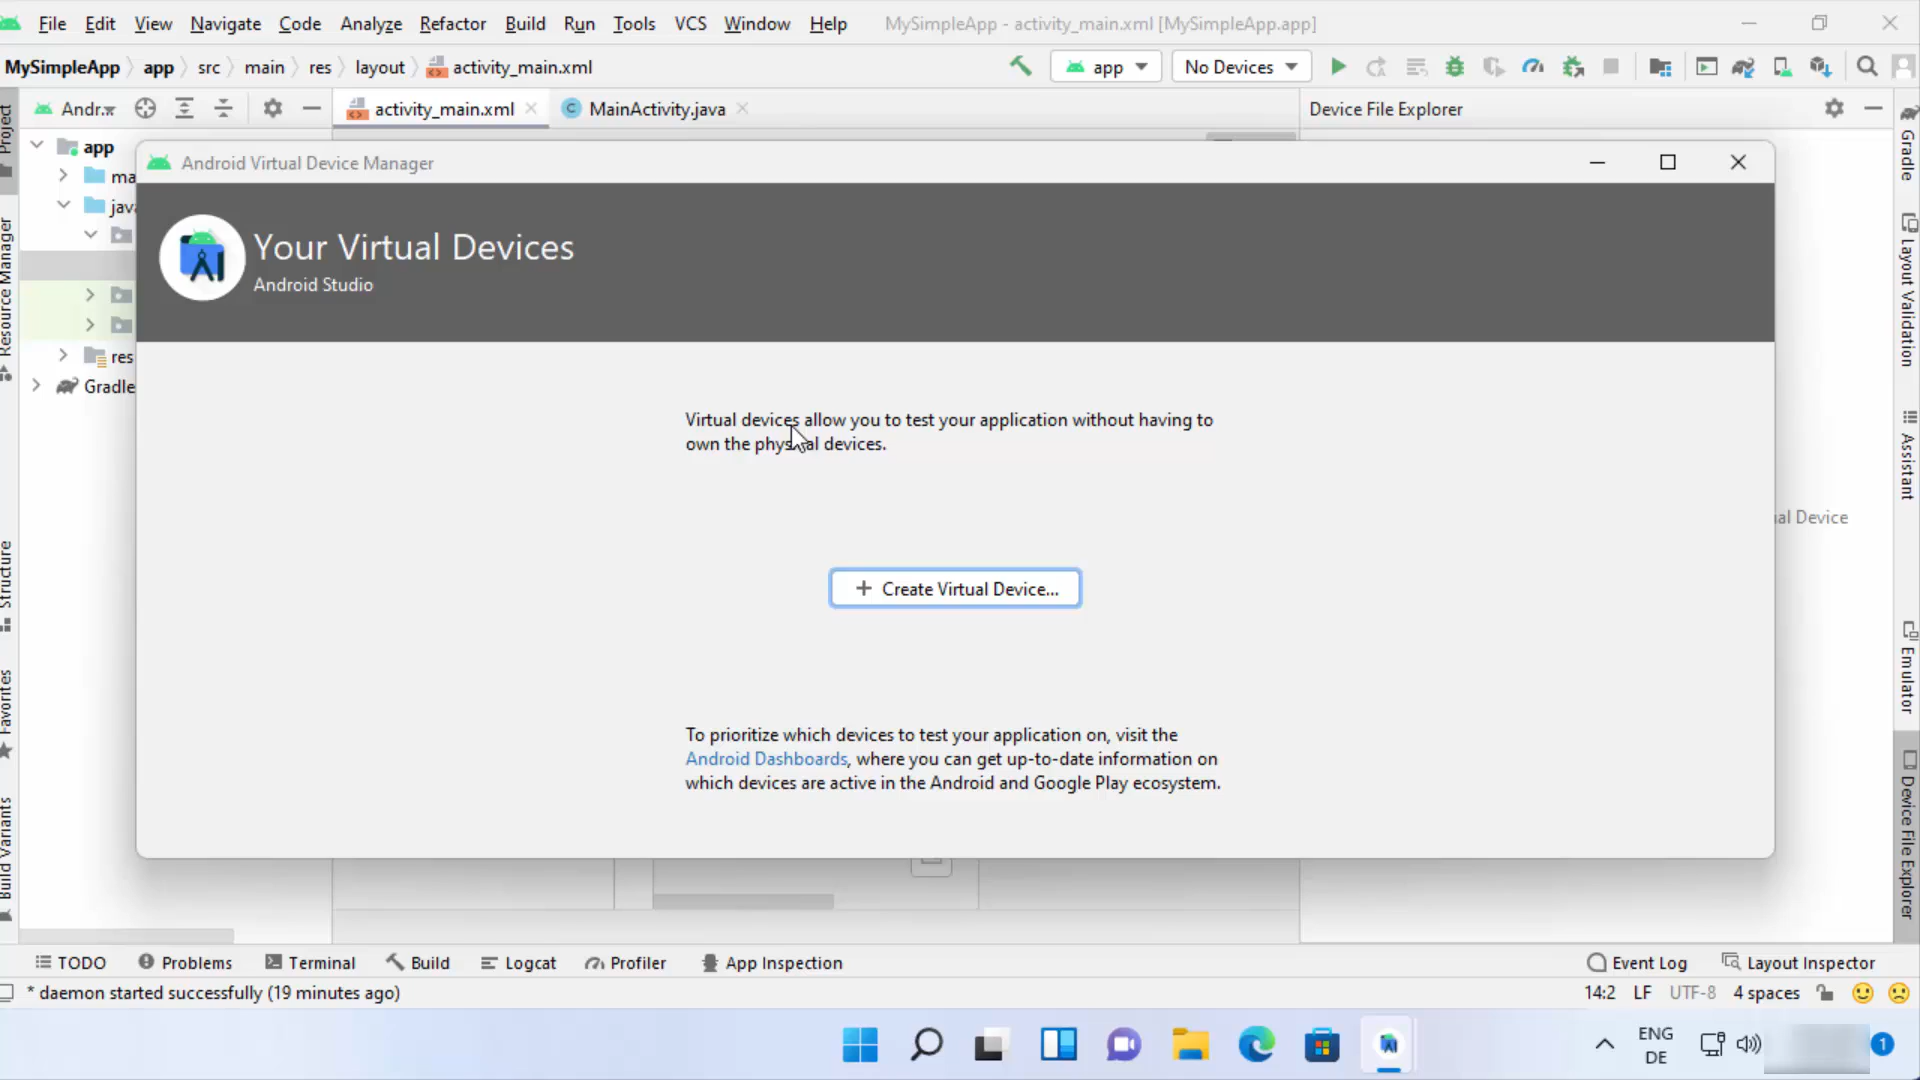 File Edit View Navigate Code Analyze Refactor Build Run Tools VCS Window Help MySimpleApp - activity_main.xml [MySimpleApp.app]
MySimpleApp app src main res layout activity_main.xml app No Devices
Project Andr.. activity_main.xml MainActivity.java Device File Explorer
app
Android Virtual Device Manager
Gradle
Your Virtual Devices
Android Studio
Resource Manager
Layout Validation
res
Gradle
Virtual devices allow you to test your application without having to
own the physical devices.
Assistant
Structure
+ Create Virtual Device...
Emulator
Favorites
To prioritize which devices to test your application on, visit the
Android Dashboards, where you can get up-to-date information on
which devices are active in the Android and Google Play ecosystem.
Build Variants
Device File Explorer
TODO Problems Terminal Build Logcat Profiler App Inspection Event Log Layout Inspector
* daemon started successfully (19 minutes ago) 14:2 LF UTF-8 4 spaces
ENG
DE
1